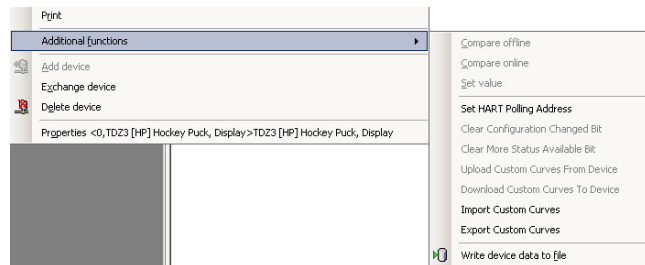 Print
Additional functions
Add device
Exchange device
Delete device
Properties <0,TDZ3 [HP] Hockey Puck, Display>TDZ3 [HP] Hockey Puck, Display
Compare offline
Compare online
Set value
Set HART Polling Address
Clear Configuration Changed Bit
Clear More Status Available Bit
Upload Custom Curves From Device
Download Custom Curves To Device
Import Custom Curves
Export Custom Curves
Write device data to file